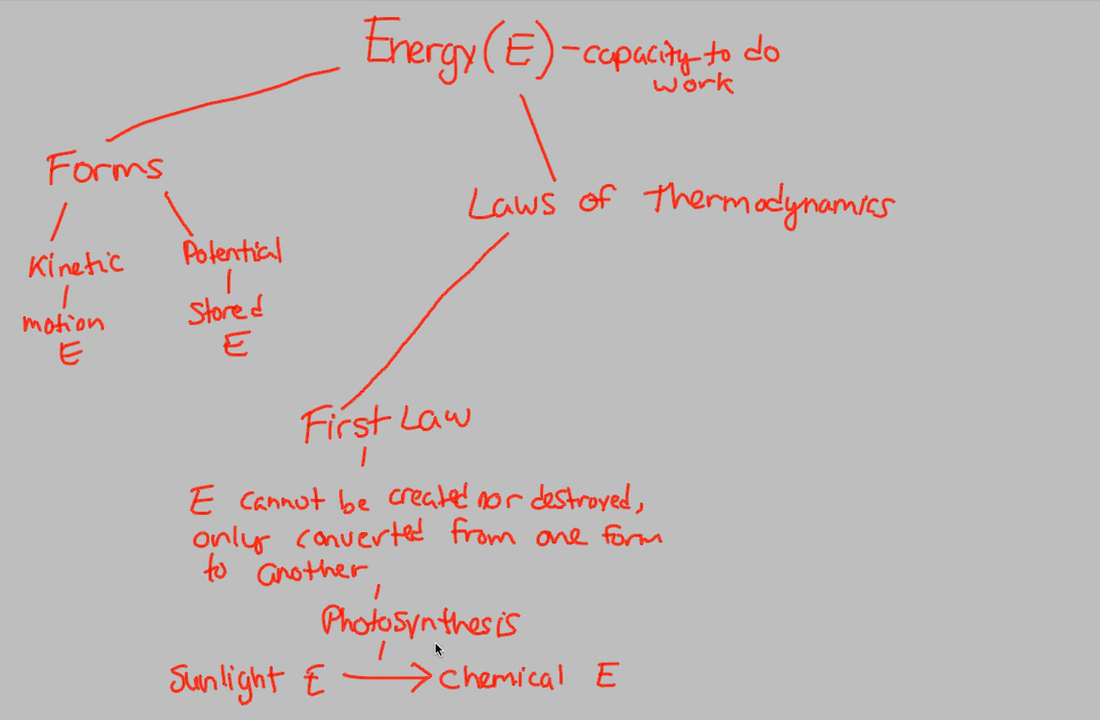 Energy (E) - capacity to do
work
Forms
Laws of Thermodynamics
Kinetic
Potential
motion
E
Stored
E
First Law
E cannot be created nor destroyed,
only converted from one form
to another
Photosynthesis
Sunlight E → chemical E